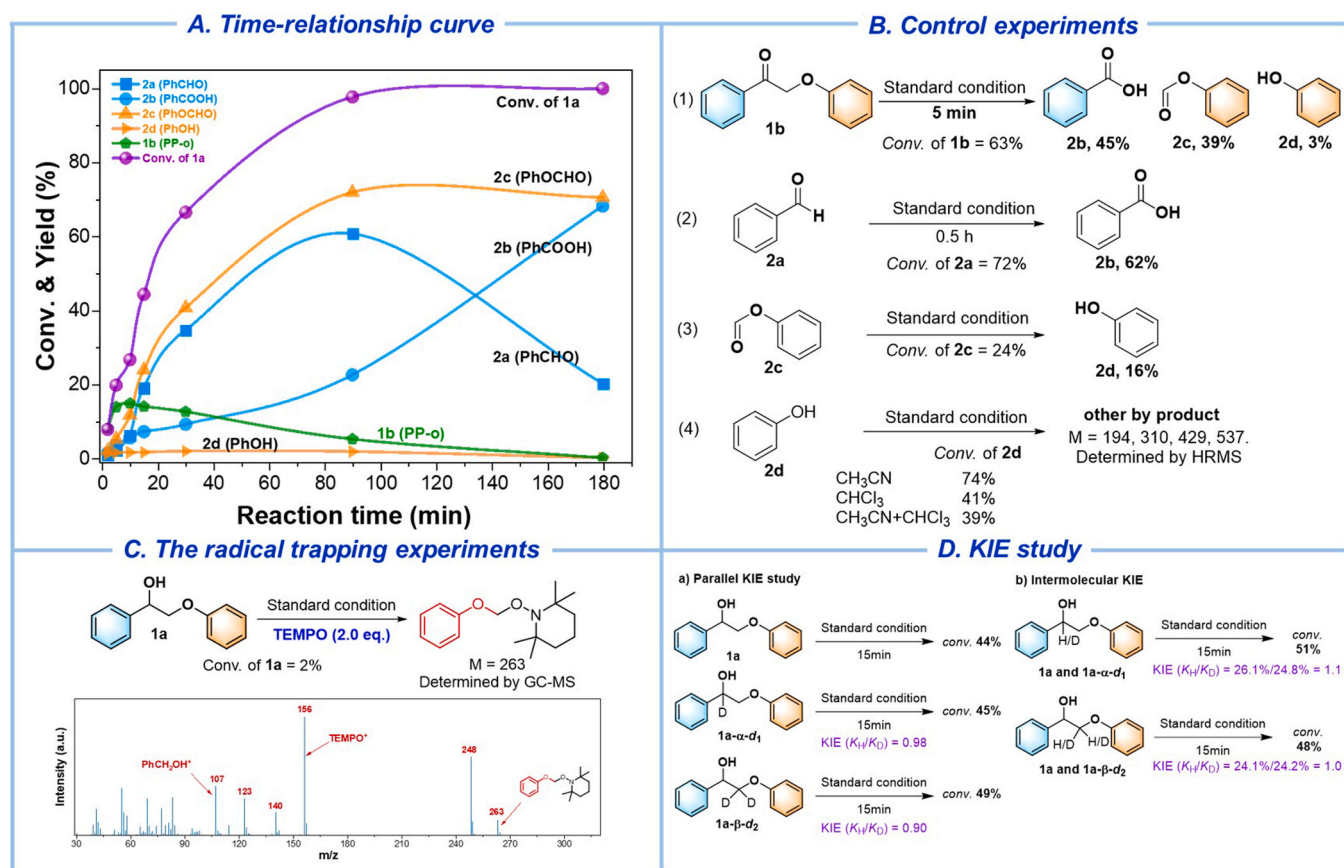 A. Time-relationship curve
Conv. & Yield (%)
100
80
60
40
20
0
2a (PhCHO)
2b (PhCOOH)
2c (PhOCHO)
2d (PhOH)
1b (PP-o)
Conv. of 1a
Conv. of 1a
2c (PhOCHO)
2b (PhCOOH)
2a (PhCHO)
1b (PP-o)
2d (PhOH)
0 20 40 60 80 100 120 140 160 180
Reaction time (min)
B. Control experiments
(1)
O
O
1b
Standard condition
5 min
Conv. of 1b = 63%
O
OH
2b, 45%
O
O
2c, 39%
HO
2d, 3%
(2)
O
H
2a
Standard condition
0.5 h
Conv. of 2a = 72%
O
OH
2b, 62%
(3)
O
O
2c
Standard condition
Conv. of 2c = 24%
HO
2d, 16%
(4)
OH
2d
Standard condition
Conv. of 2d
CH₃CN 74%
CHCl₃ 41%
CH₃CN+CHCl₃ 39%
other by product
M = 194, 310, 429, 537.
Determined by HRMS
C. The radical trapping experiments
OH
O
1a
Standard condition
TEMPO (2.0 eq.)
Conv. of 1a = 2%
O O N
M = 263
Determined by GC-MS
Intensity (a.u.)
PhCH₂OH⁺
107
123
140
156
TEMPO⁺
248
263
O O N
30 60 90 120 150 180 210 240 270 300
m/z
D. KIE study
a) Parallel KIE study
OH
O
1a
Standard condition
15min
conv. 44%
OH
O
D
1a-α-d₁
Standard condition
15min
KIE (K_H/K_D) = 0.98
conv. 45%
OH
O
D D
1a-β-d₂
Standard condition
15min
KIE (K_H/K_D) = 0.90
conv. 49%
b) Intermolecular KIE
OH
O
H/D
1a and 1a-α-d₁
Standard condition
15min
KIE (K_H/K_D) = 26.1%/24.8% = 1.1
conv.
51%
OH
O
H/D H/D
1a and 1a-β-d₂
Standard condition
15min
KIE (K_H/K_D) = 24.1%/24.2% = 1.0
conv.
48%